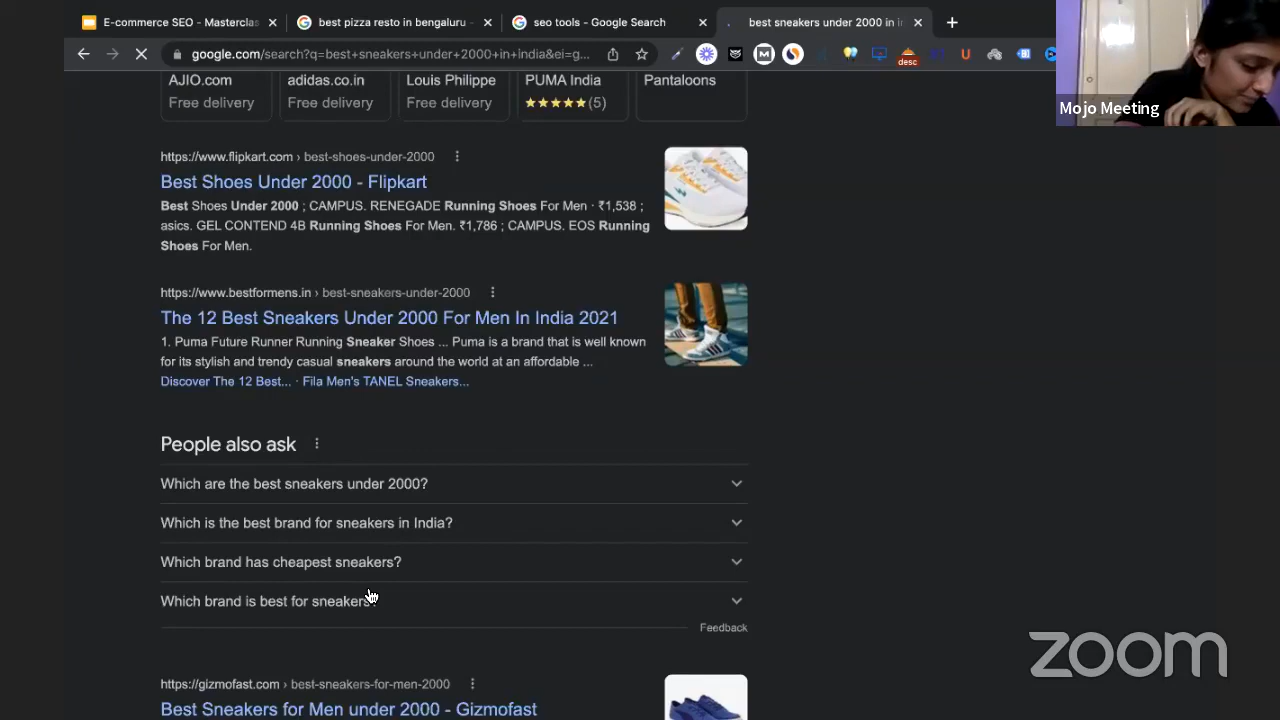 E-commerce SEO - Masterclas
best pizza resto in bengaluru -
seo tools - Google Search
best sneakers under 2000 in i
google.com/search?q=best+sneakers+under+2000+in+india&ei=g...
desc
Mojo Meeting
AJIO.com
adidas.co.in
Louis Philippe
PUMA India
Pantaloons
Free delivery
Free delivery
Free delivery
(5)
https://www.flipkart.com › best-shoes-under-2000
Best Shoes Under 2000 - Flipkart
Best Shoes Under 2000 ; CAMPUS. RENEGADE Running Shoes For Men · ₹1,538 ;
asics. GEL CONTEND 4B Running Shoes For Men. ₹1,786 ; CAMPUS. EOS Running
Shoes For Men.
https://www.bestformens.in › best-sneakers-under-2000
The 12 Best Sneakers Under 2000 For Men In India 2021
1. Puma Future Runner Running Sneaker Shoes ... Puma is a brand that is well known
for its stylish and trendy casual sneakers around the world at an affordable ...
Discover The 12 Best... · Fila Men's TANEL Sneakers...
People also ask
Which are the best sneakers under 2000?
Which is the best brand for sneakers in India?
Which brand has cheapest sneakers?
Which brand is best for sneakers?
Feedback
https://gizmofast.com › best-sneakers-for-men-2000
Best Sneakers for Men under 2000 - Gizmofast
zoom